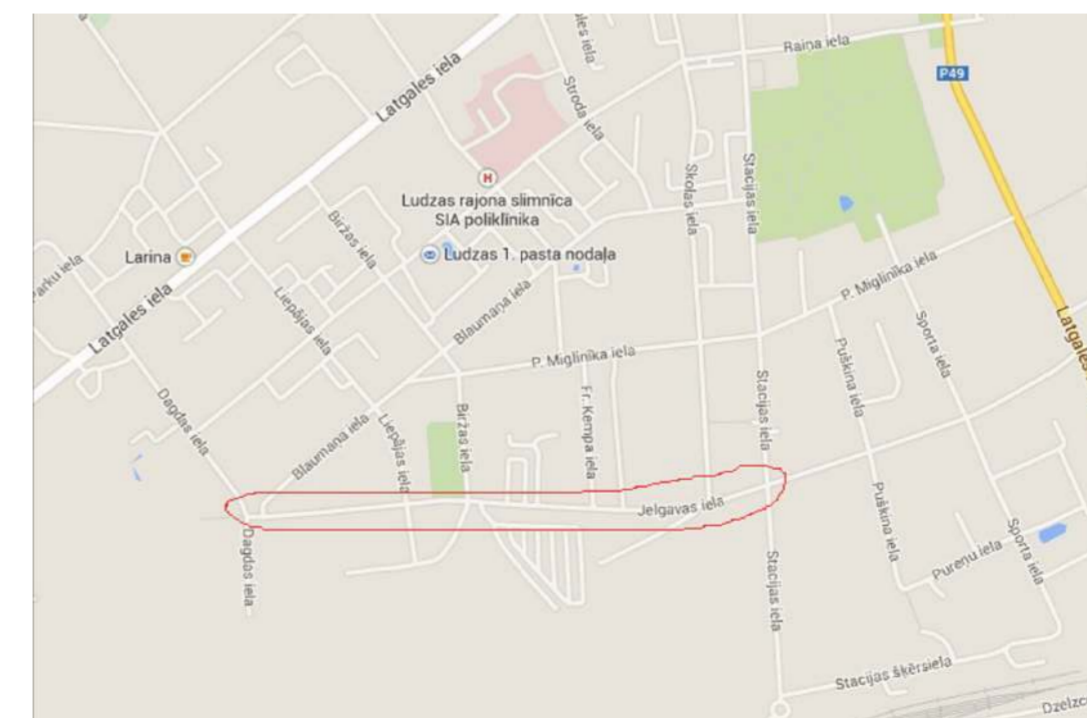 Raiņa iela
P49
Latgales iela
Stroda iela
Skolas iela
Stacijas iela
Ludzas rajona slimnīca
SIA poliklinika
Ludzas 1. pasta nodaļa
Larina
Parku iela
Biržas iela
Latgales iela
Liepājas iela
Blaumaņa iela
P. Miglinīka iela
P. Miglinīka iela
Sporta iela
Puškina iela
Stacijas iela
Fr. Kempa iela
Dagdas iela
Blaumaņa iela
Liepājas iela
Biržas iela
Jelgavas iela
Puškina iela
Sporta iela
Pureņu iela
Dagdas iela
Stacijas iela
Stacijas šķērsiela